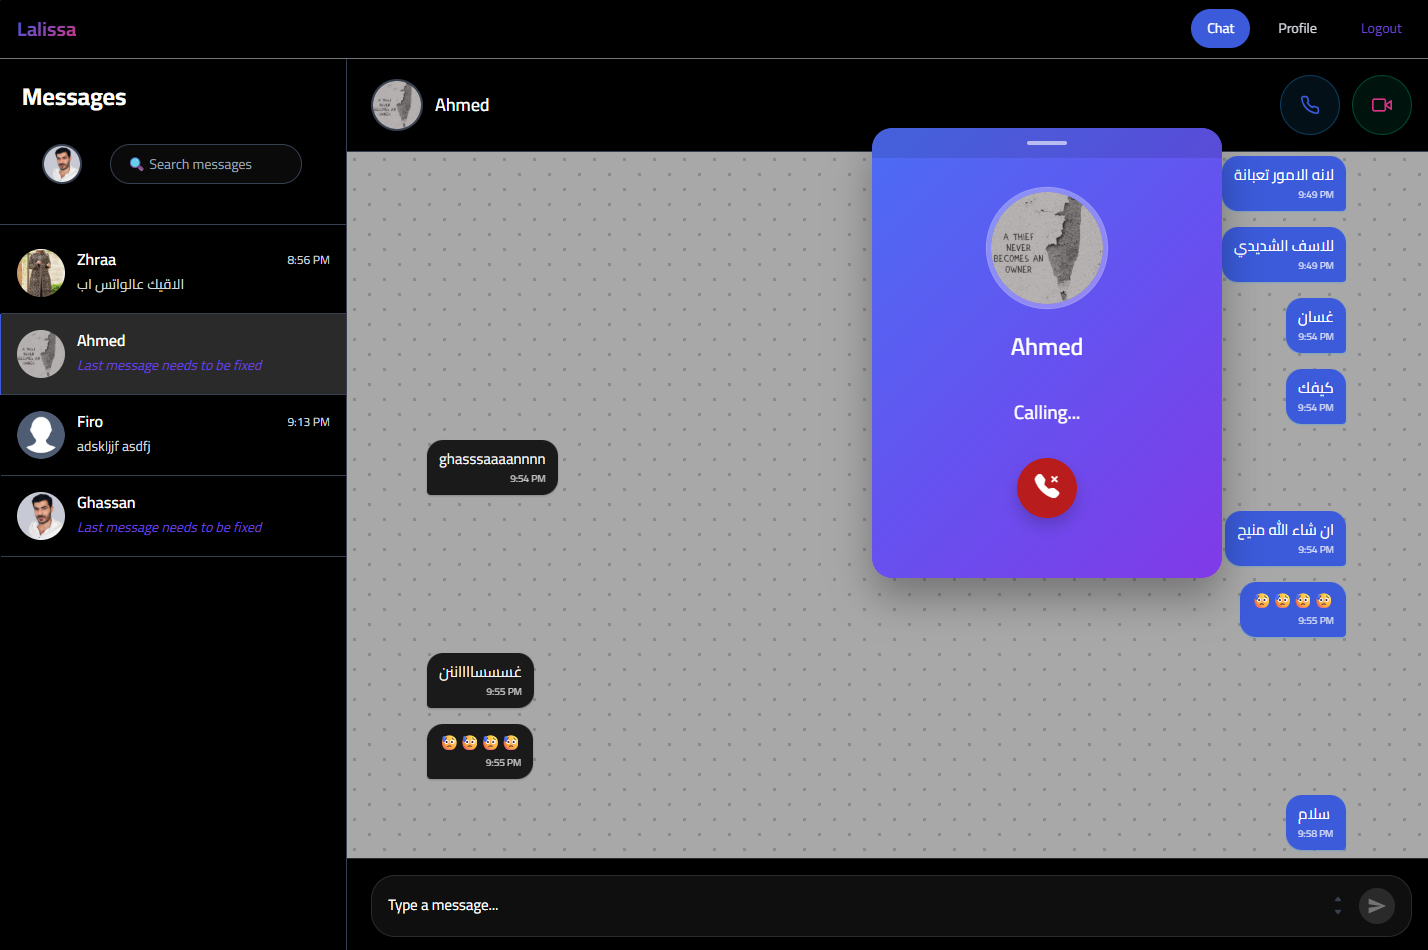 Lalissa
Chat
Profile
Logout
Messages
Search messages
Zhraa
8:56 PM
الاقيك عالواتس اب
Ahmed
Last message needs to be fixed
Firo
9:13 PM
adskljjf asdfj
Ghassan
Last message needs to be fixed
Ahmed
لانه الامور تعبانة
9:49 PM
للاسف الشديدي
9:49 PM
غسان
9:54 PM
كيفك
9:54 PM
ghasssaaaannnn
9:54 PM
ان شاء الله منيح
9:54 PM
9:55 PM
غسسسااااننن
9:55 PM
9:55 PM
سلام
9:58 PM
A THIEF
NEVER
BECOMES AN
OWNER
Ahmed
Calling...
Type a message...